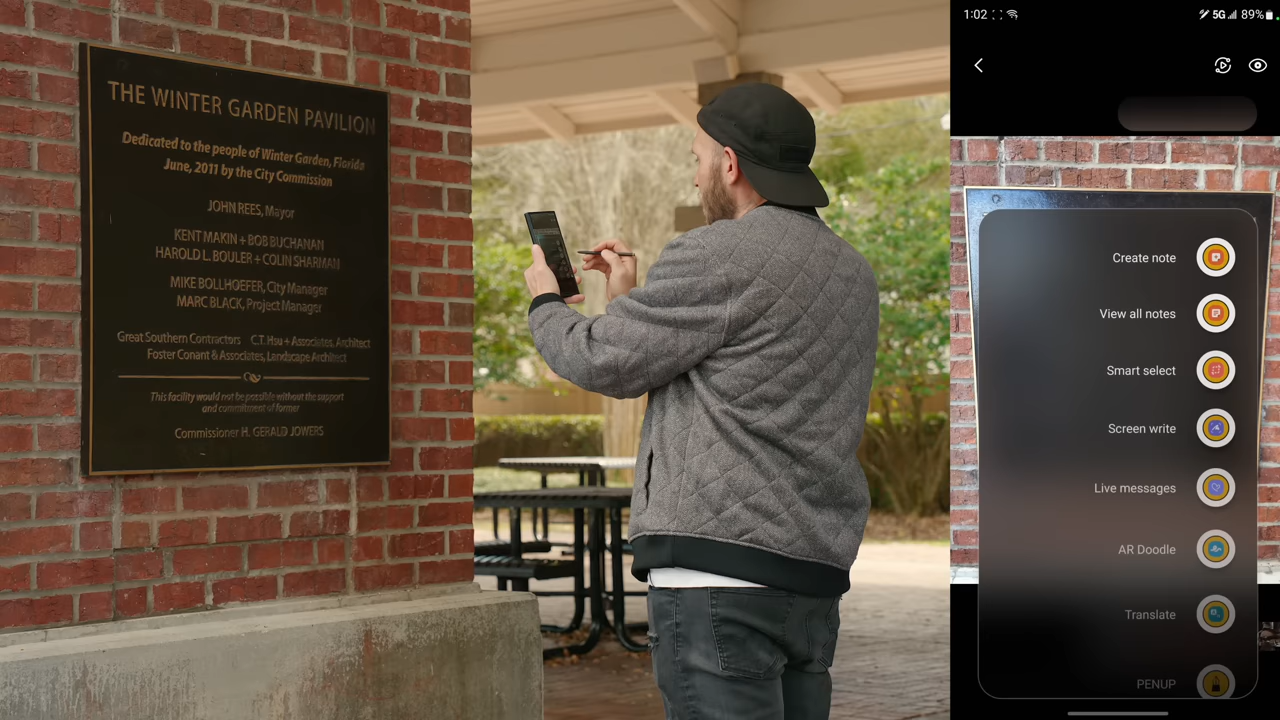 THE WINTER GARDEN PAVILION
Dedicated to the people of Winter Garden, Florida
June, 2011 by the City Commission
JOHN REES, Mayor
KENT MAKIN + BOB BUCHANAN
HAROLD L. BOULER + COLIN SHARMAN
MIKE BOLLHOEFER, City Manager
MARC BLACK, Project Manager
Great Southern Contractors C.T. Hsu + Associates, Architect
Foster Conant & Associates, Landscape Architect
This facility would not be possible without the support
and commitment of former
Commissioner H. GERALD JOWERS
1:02 5G 89%
Create note
View all notes
Smart select
Screen write
Live messages
AR Doodle
Translate
PENUP